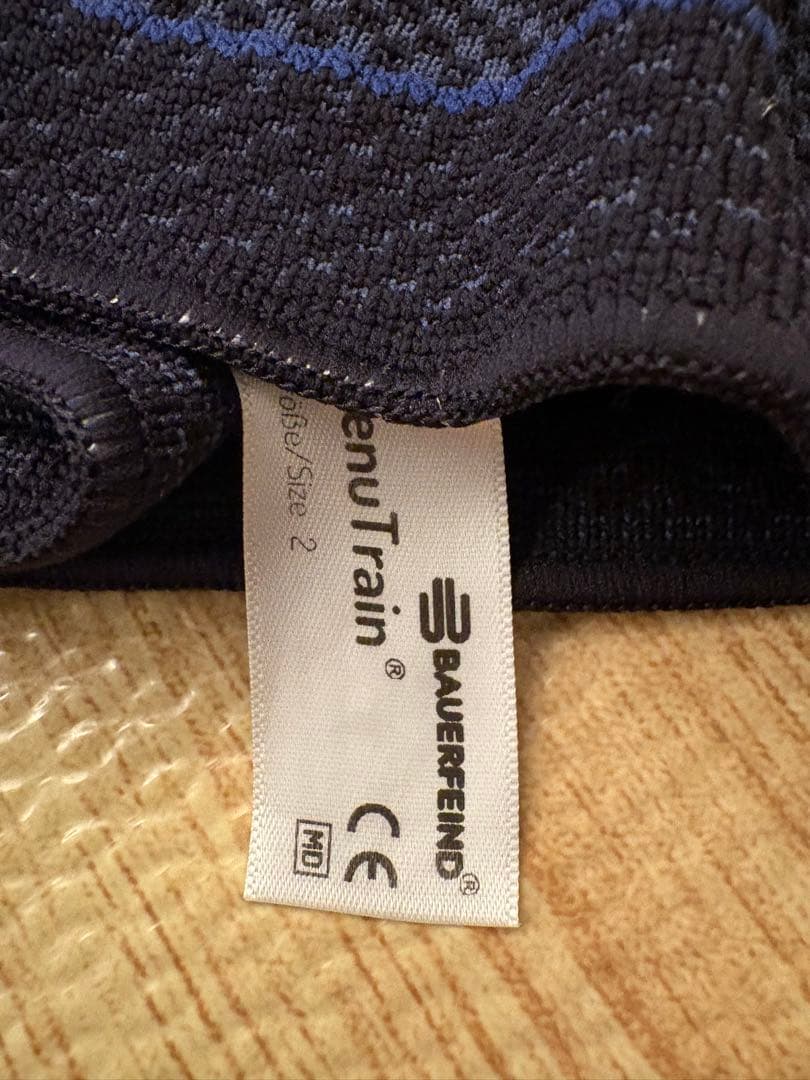 BAUERFEIND®
enuTrain®
öße/Size 2
CE
MD